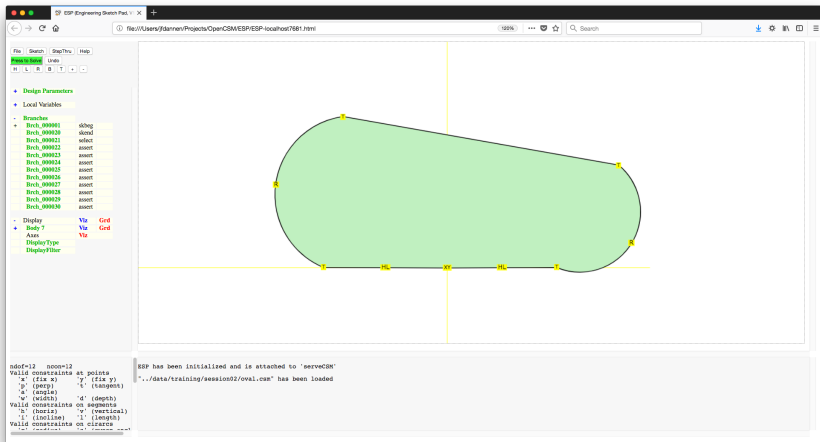 ESP (Engineering Sketch Pad,
file:///Users/jfdannen/Projects/OpenCSM/ESP/ESP-localhost7681.html
120%
Search
File Sketch StepThru Help
Press to Solve Undo
H L R B T + -
+ Design Parameters
+ Local Variables
- Branches
+ Brch_000001 skbeg
Brch_000020 skend
Brch_000021 select
Brch_000022 assert
Brch_000023 assert
Brch_000024 assert
Brch_000025 assert
Brch_000026 assert
Brch_000027 assert
Brch_000028 assert
Brch_000029 assert
Brch_000030 assert
- Display Viz Grd
+ Body 7 Viz Grd
Axes Viz
DisplayType
DisplayFilter
T
T
R
R
T HL XY HL T
ndof=12 ncon=12
Valid constraints at points
'x' (fix x) 'y' (fix y)
'p' (perp) 't' (tangent)
'a' (angle)
'w' (width) 'd' (depth)
Valid constraints on segments
'h' (horiz) 'v' (vertical)
'i' (incline) 'l' (length)
Valid constraints on cirarcs
ESP has been initialized and is attached to 'serveCSM'
"../data/training/session02/oval.csm" has been loaded